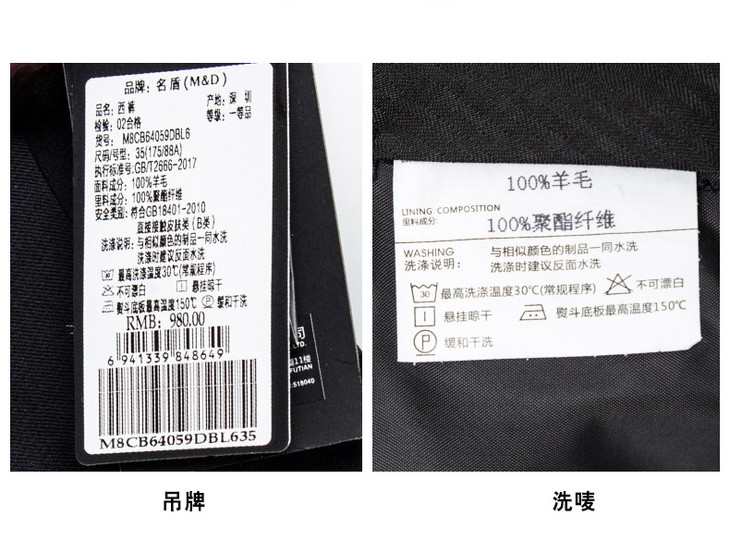 品牌: 名盾(M&D)
品名: 西裤
产地: 深圳
检验: 02合格
等级: 一等品
货号: M8CB64059DBL6
尺码/号型: 35(175/88A)
执行标准号:GB/T2666-2017
面料成分: 100%羊毛
里料成分: 100%聚酯纤维
安全类别: 符合GB18401-2010
直接接触皮肤类(B类)
洗涤说明: 与相似颜色的制品一同水洗
洗涤时建议反面水洗
30 最高洗涤温度30℃(常规程序)
不可漂白 悬挂晾干
熨斗底板最高温度150℃ P 缓和干洗
RMB: 980.00
6 941339 848649
M8CB64059DBL635
司
LTD.
11楼
FUTIAN
:518040
100%羊毛
LINING COMPOSITION
里料成分:
100%聚酯纤维
WASHING
洗涤说明:
与相似颜色的制品一同水洗
洗涤时建议反面水洗
30 最高洗涤温度30℃(常规程序) 不可漂白
悬挂晾干 熨斗底板最高温度150℃
P 缓和干洗
吊牌
洗唛